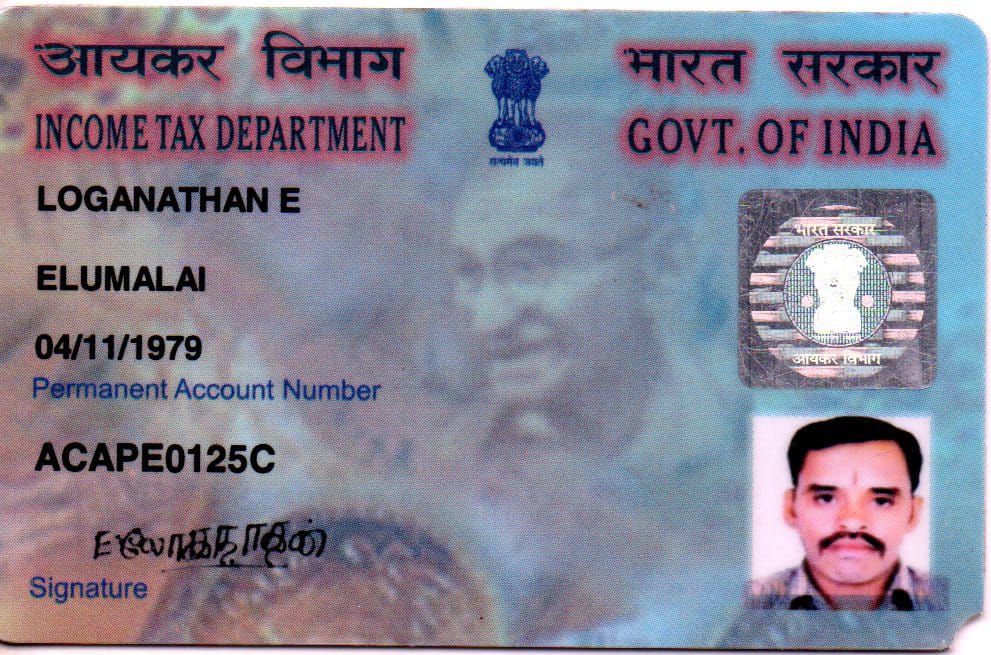 आयकर विभाग
भारत सरकार
INCOME TAX DEPARTMENT
GOVT. OF INDIA
सत्यमेव जयते
LOGANATHAN E
ELUMALAI
04/11/1979
Permanent Account Number
ACAPE0125C
भारत सरकार
आयकर विभाग
Signature